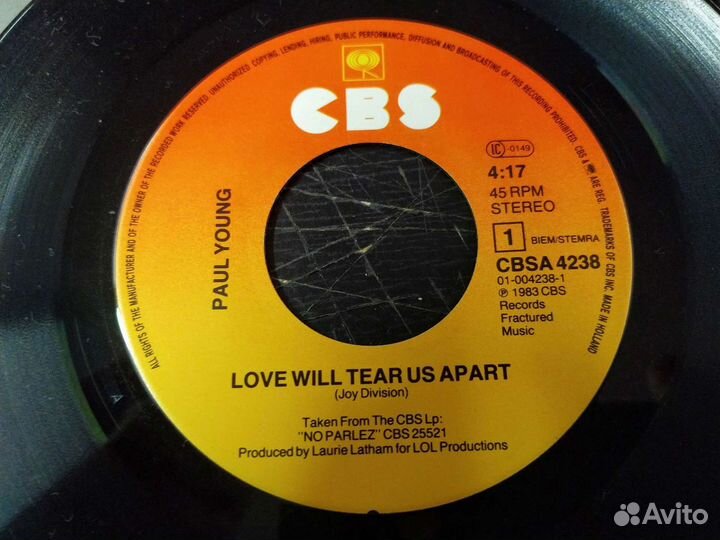 ALL RIGHTS OF THE MANUFACTURER AND OF THE OWNER OF THE RECORDED WORK RESERVED. UNAUTHORIZED COPYING, LENDING, HIRING, PUBLIC PERFORMANCE, DIFFUSION AND BROADCASTING OF THIS RECORDING PROHIBITED. CBS & ARE REG. TRADEMARKS OF CBS INC. MADE IN HOLLAND
CBS
PAUL YOUNG
IC -0149
4:17
45 RPM
STEREO
1 BIEM/STEMRA
CBSA 4238
01-004238-1
℗ 1983 CBS
Records
Fractured
Music
LOVE WILL TEAR US APART
(Joy Division)
Taken From The CBS Lp:
"NO PARLEZ" CBS 25521
Produced by Laurie Latham for LOL Productions
A
Avito